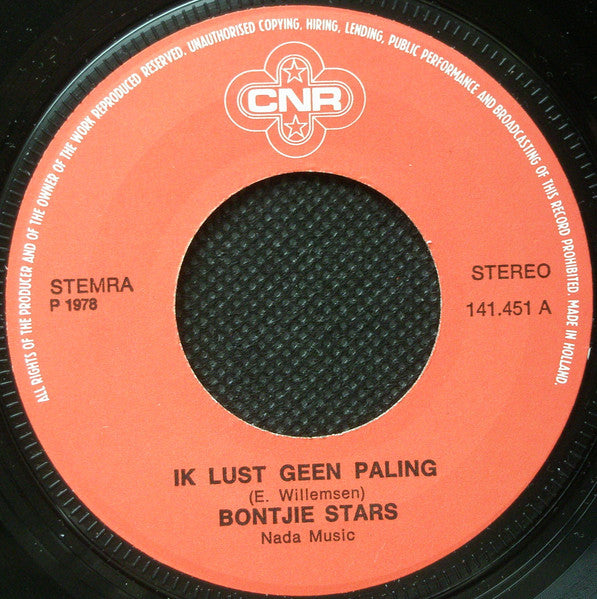 ALL RIGHTS OF THE PRODUCER AND OF THE OWNER OF THE WORK REPRODUCED RESERVED. UNAUTHORISED COPYING, HIRING, LENDING, PUBLIC PERFORMANCE AND BROADCASTING OF THIS RECORD PROHIBITED. MADE IN HOLLAND.
CNR
STEMRA
P 1978
STEREO
141.451 A
IK LUST GEEN PALING
(E. Willemsen)
BONTJIE STARS
Nada Music